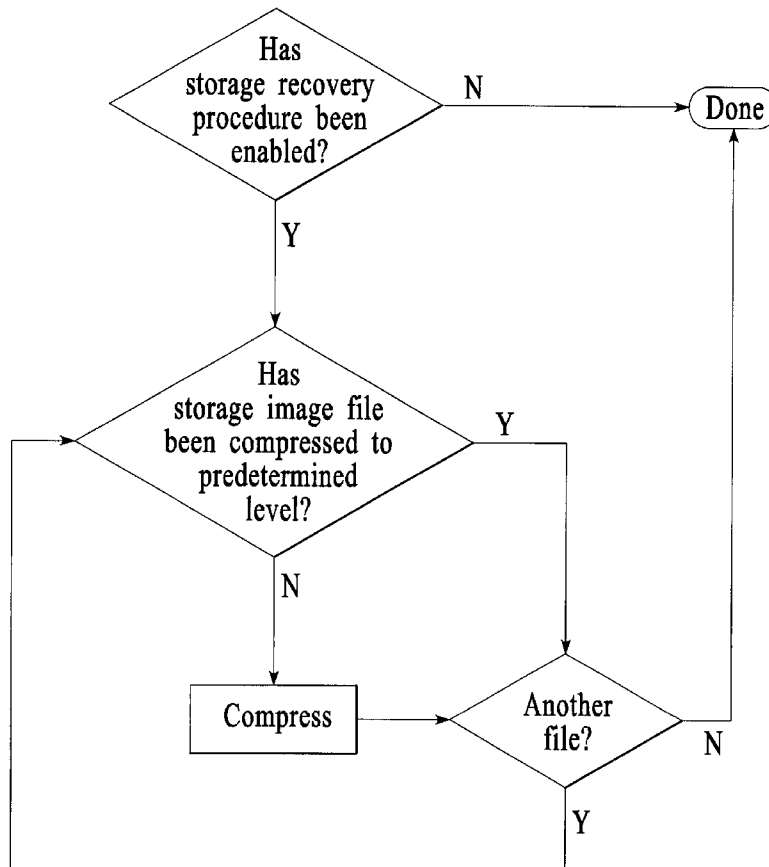 Has
storage recovery
procedure been
enabled?
N
Done
Y
Has
storage image file
been compressed to
predetermined
level?
Y
N
Compress
Another
file?
N
Y